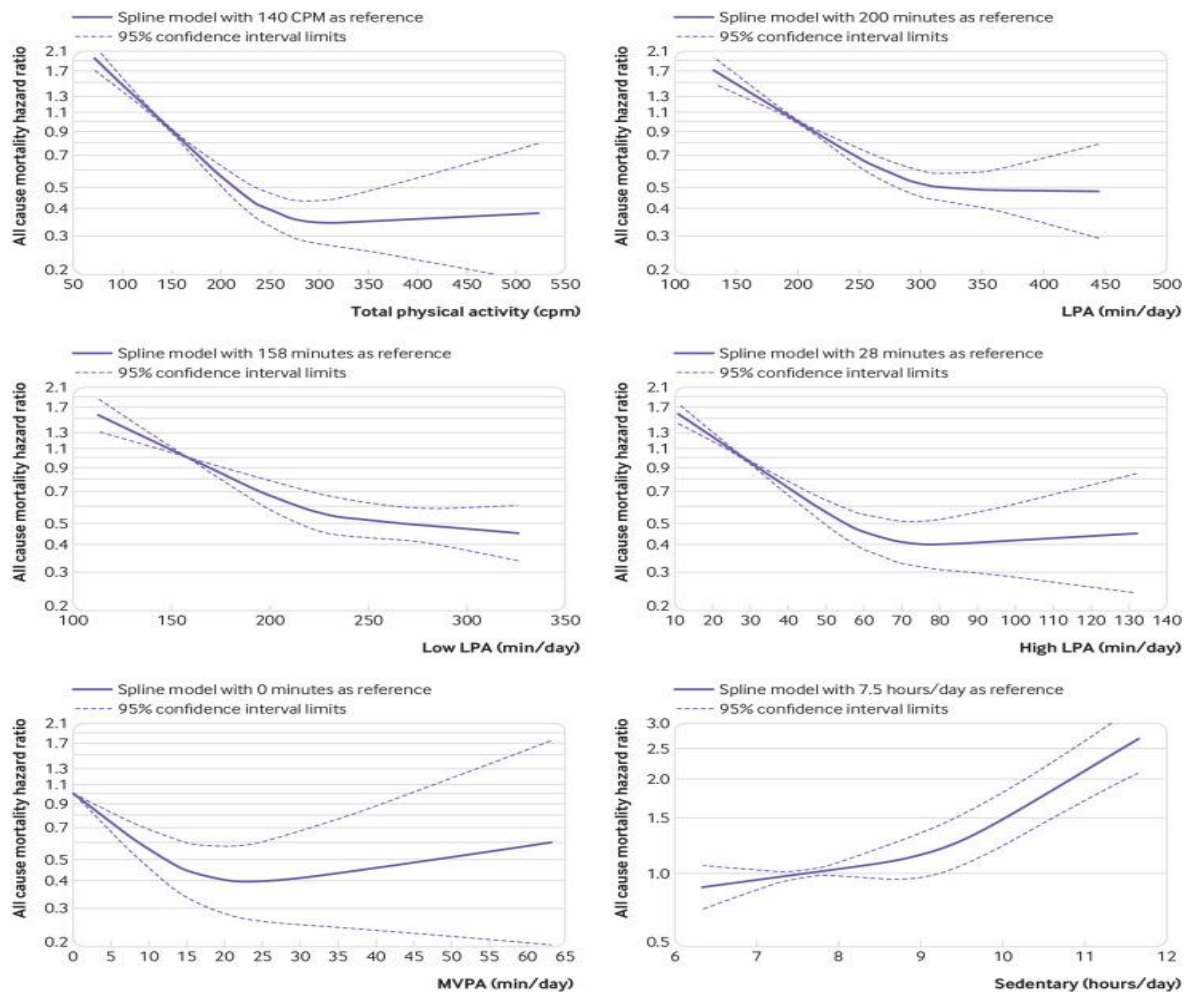 Spline model with 140 CPM as reference
95% confidence interval limits
All cause mortality hazard ratio
2.1
1.7
1.3
1.1
0.9
0.7
0.5
0.4
0.3
0.2
50 100 150 200 250 300 350 400 450 500 550
Total physical activity (cpm)
Spline model with 200 minutes as reference
95% confidence interval limits
All cause mortality hazard ratio
2.1
1.7
1.3
1.1
0.9
0.7
0.5
0.4
0.3
0.2
100 150 200 250 300 350 400 450 500
LPA (min/day)
Spline model with 158 minutes as reference
95% confidence interval limits
All cause mortality hazard ratio
2.1
1.7
1.3
1.1
0.9
0.7
0.5
0.4
0.3
0.2
100 150 200 250 300 350
Low LPA (min/day)
Spline model with 28 minutes as reference
95% confidence interval limits
All cause mortality hazard ratio
2.1
1.7
1.3
1.1
0.9
0.7
0.5
0.4
0.3
0.2
10 20 30 40 50 60 70 80 90 100 110 120 130 140
High LPA (min/day)
Spline model with 0 minutes as reference
95% confidence interval limits
All cause mortality hazard ratio
2.1
1.7
1.3
1.1
0.9
0.7
0.5
0.4
0.3
0.2
0 5 10 15 20 25 30 35 40 45 50 55 60 65
MVPA (min/day)
Spline model with 7.5 hours/day as reference
95% confidence interval limits
All cause mortality hazard ratio
3.0
2.5
2.0
1.5
1.0
0.5
6 7 8 9 10 11 12
Sedentary (hours/day)